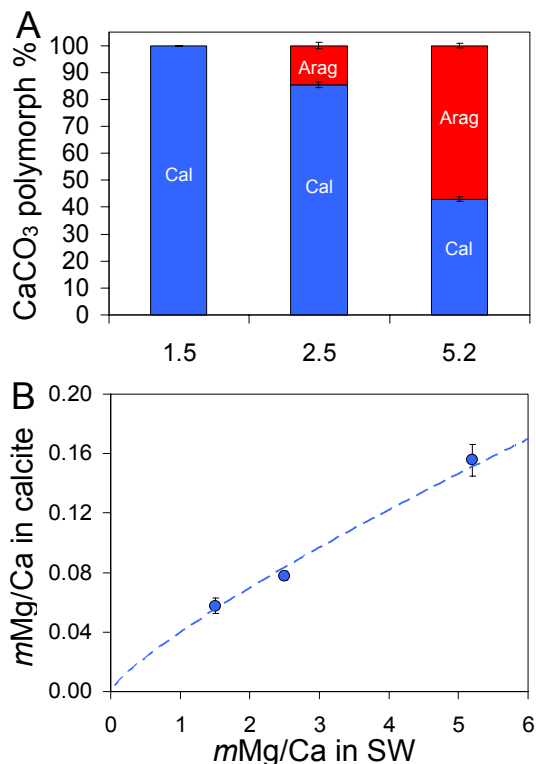 A
CaCO₃ polymorph %
100
90
80
70
60
50
40
30
20
10
0
Cal
Arag
Cal
Arag
Cal
1.5 2.5 5.2
B
mMg/Ca in calcite
0.20
0.16
0.12
0.08
0.04
0.00
0 1 2 3 4 5 6
mMg/Ca in SW